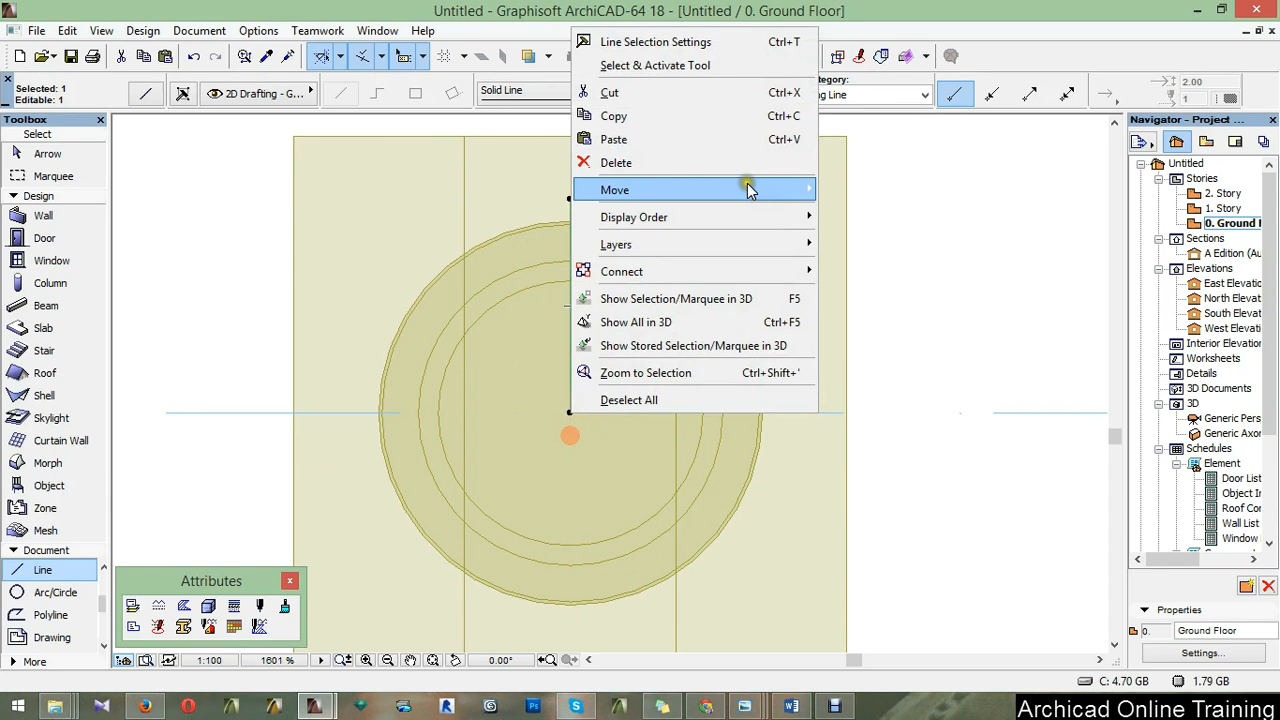 Untitled - Graphisoft ArchiCAD-64 18 - [Untitled / 0. Ground Floor]
File Edit View Design Document Options Teamwork Window Help
Selected: 1
Editable: 1
2D Drafting - G...
Solid Line
2.00
1
Line Selection Settings Ctrl+T
Select & Activate Tool
Cut Ctrl+X
Copy Ctrl+C
Paste Ctrl+V
Delete
Move
Display Order
Layers
Connect
Show Selection/Marquee in 3D F5
Show All in 3D Ctrl+F5
Show Stored Selection/Marquee in 3D
Zoom to Selection Ctrl+Shift+'
Deselect All
Toolbox
Select
Arrow
Marquee
Design
Wall
Door
Window
Column
Beam
Slab
Stair
Roof
Shell
Skylight
Curtain Wall
Morph
Object
Zone
Mesh
Document
Line
Arc/Circle
Polyline
Drawing
More
Attributes
1:100 1601 % 0.00°
Navigator - Project ...
Untitled
Stories
2. Story
1. Story
0. Ground
Sections
A Edition (Au
Elevations
East Elevati
North Elevat
South Elevat
West Elevati
Interior Elevatio
Worksheets
Details
3D Documents
3D
Generic Pers
Generic Axo
Schedules
Element
Door List
Object In
Roof Cor
Wall List
Window
Properties
0. Ground Floor
Settings...
C: 4.70 GB 1.79 GB
Archicad Online Training